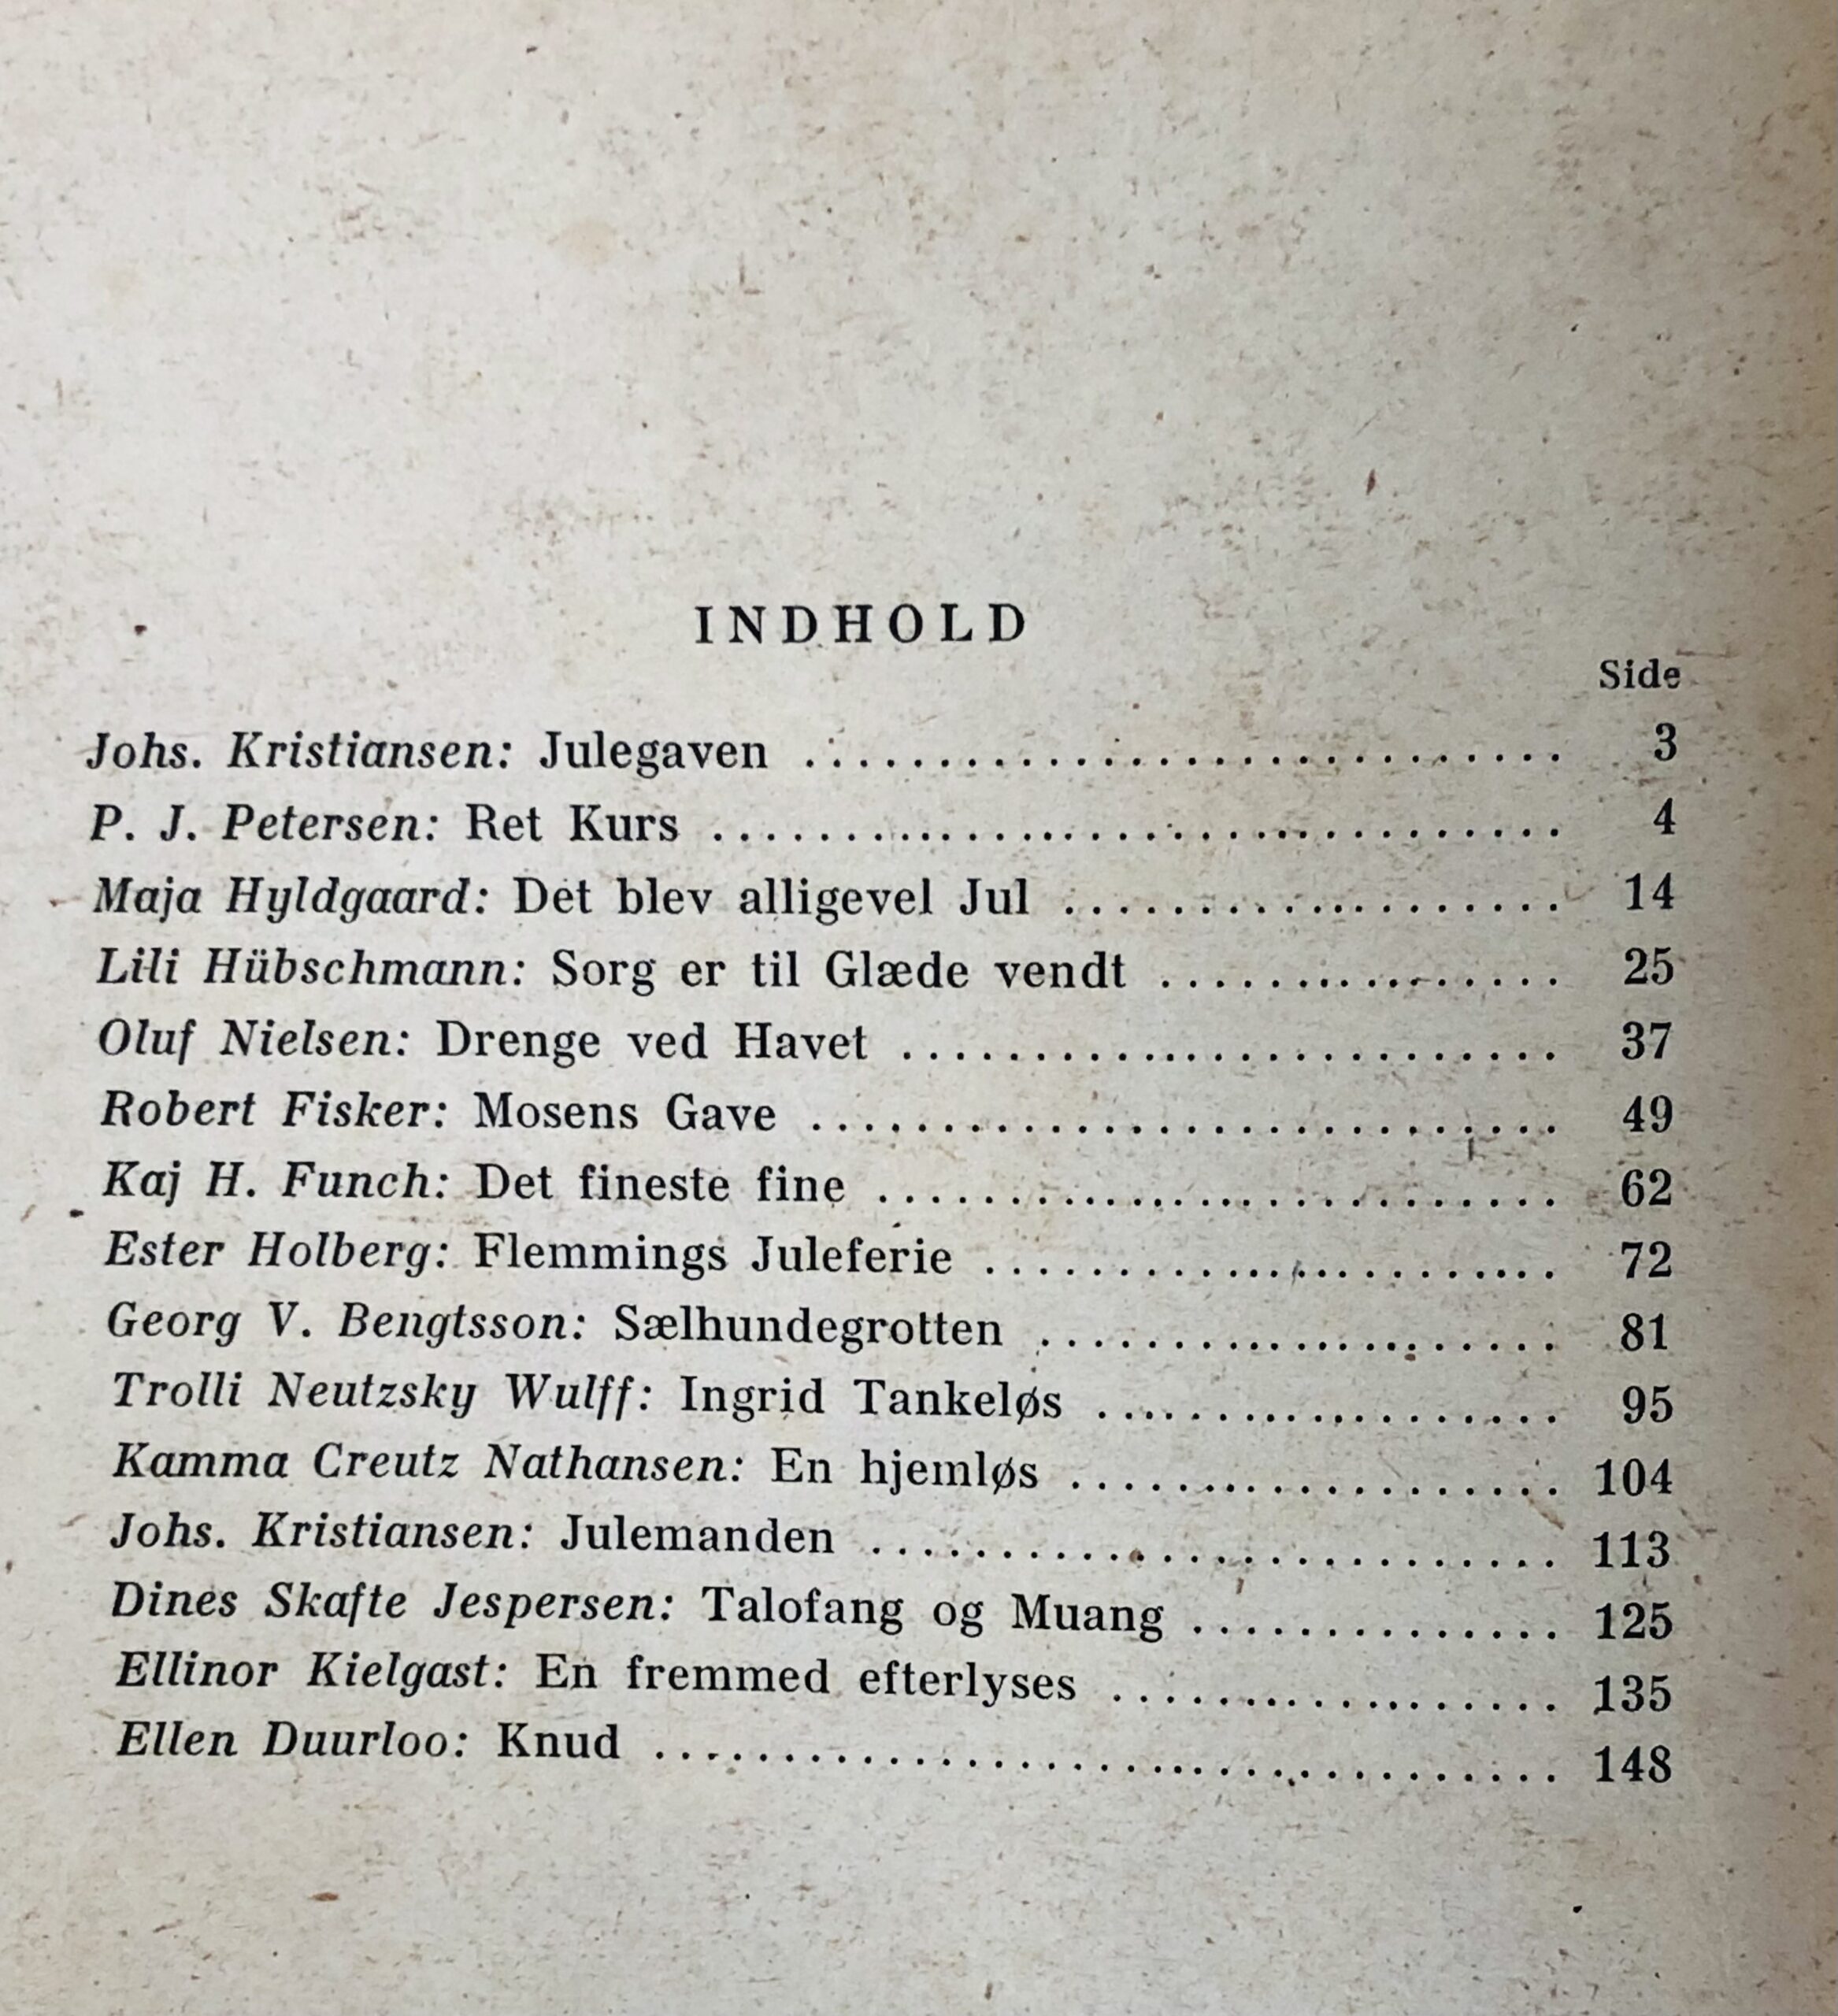 INDHOLD
Side
Johs. Kristiansen: Julegaven ............................ 3
P. J. Petersen: Ret Kurs ................................ 4
Maja Hyldgaard: Det blev alligevel Jul ................... 14
Lili Hübschmann: Sorg er til Glæde vendt ............... 25
Oluf Nielsen: Drenge ved Havet ......................... 37
Robert Fisker: Mosens Gave ............................ 49
Kaj H. Funch: Det fineste fine .......................... 62
Ester Holberg: Flemmings Juleferie ...................... 72
Georg V. Bengtsson: Sælhundegrotten .................... 81
Trolli Neutzsky Wulff: Ingrid Tankeløs .................. 95
Kamma Creutz Nathansen: En hjemløs ................... 104
Johs. Kristiansen: Julemanden .......................... 113
Dines Skafte Jespersen: Talofang og Muang .............. 125
Ellinor Kielgast: En fremmed efterlyses ................. 135
Ellen Duurloo: Knud .................................. 148